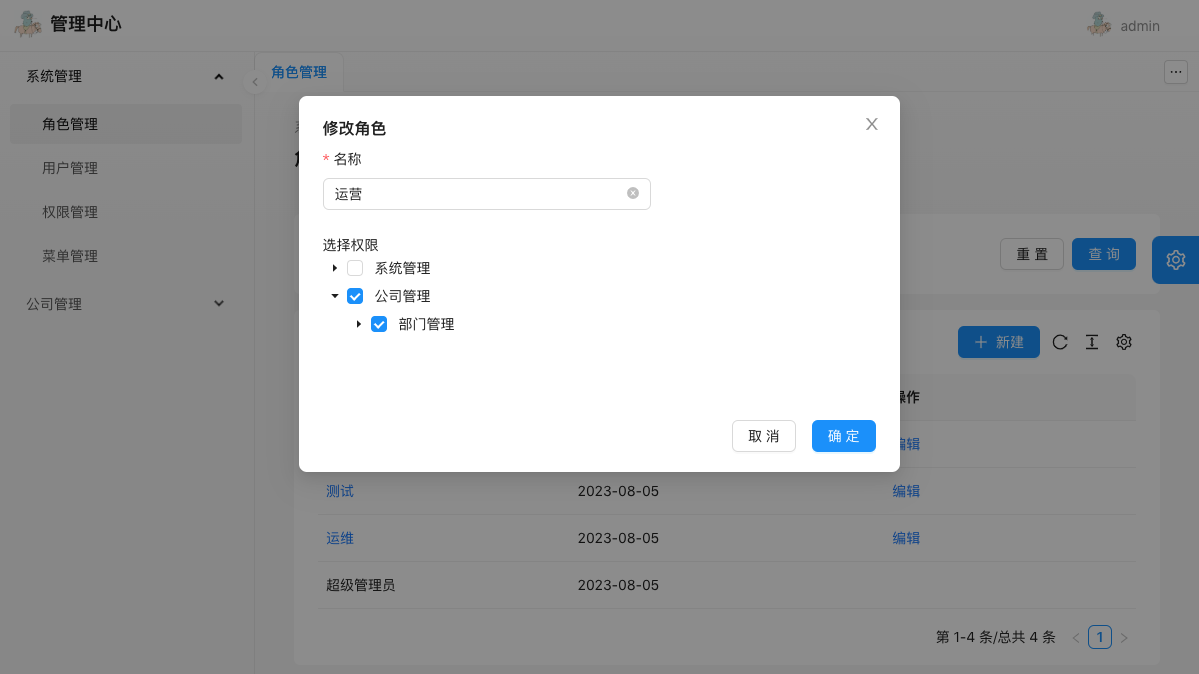 管理中心
admin
系统管理
角色管理
用户管理
权限管理
菜单管理
公司管理
角色管理
修改角色
* 名称
运营
选择权限
系统管理
公司管理
部门管理
取 消
确 定
重 置
查 询
新建
操作
编辑
测试 2023-08-05 编辑
运维 2023-08-05 编辑
超级管理员 2023-08-05
第 1-4 条/总共 4 条
1